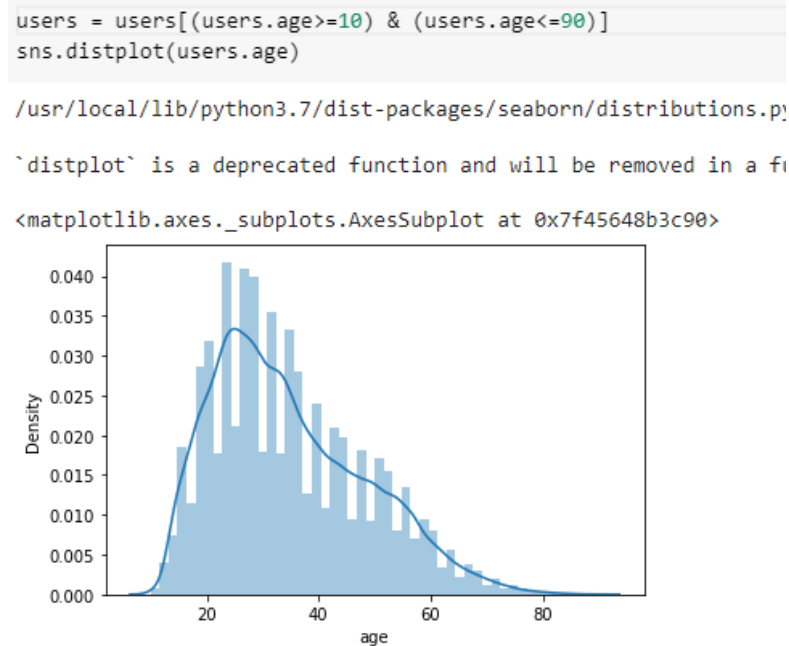 users = users[(users.age>=10) & (users.age<=90)]
sns.distplot(users.age)
/usr/local/lib/python3.7/dist-packages/seaborn/distributions.py
`distplot` is a deprecated function and will be removed in a fu
<matplotlib.axes._subplots.AxesSubplot at 0x7f45648b3c90>
0.040
0.035
0.030
0.025
0.020
0.015
0.010
0.005
0.000
Density
20 40 60 80
age